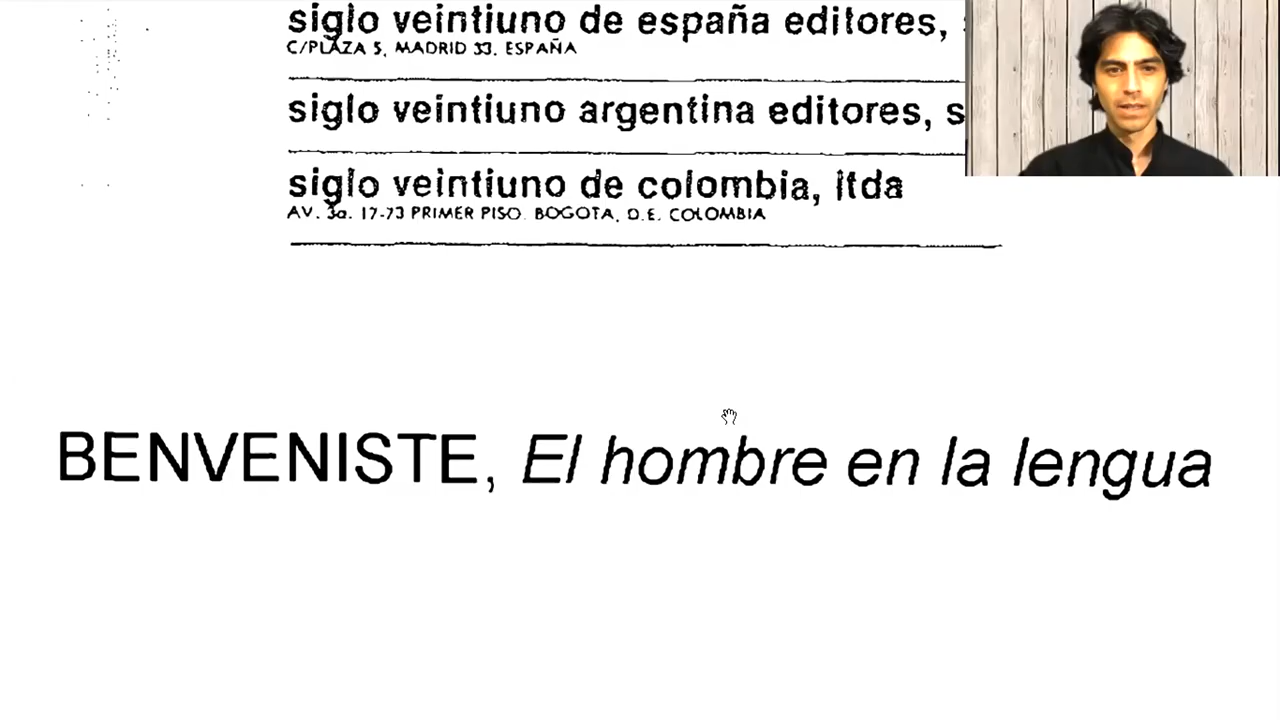 siglo veintiuno de españa editores,
C/PLAZA 5, MADRID 33. ESPAÑA
siglo veintiuno argentina editores, s
siglo veintiuno de colombia, ltda
AV. 3a. 17-73 PRIMER PISO. BOGOTA, D.E. COLOMBIA
BENVENISTE, El hombre en la lengua